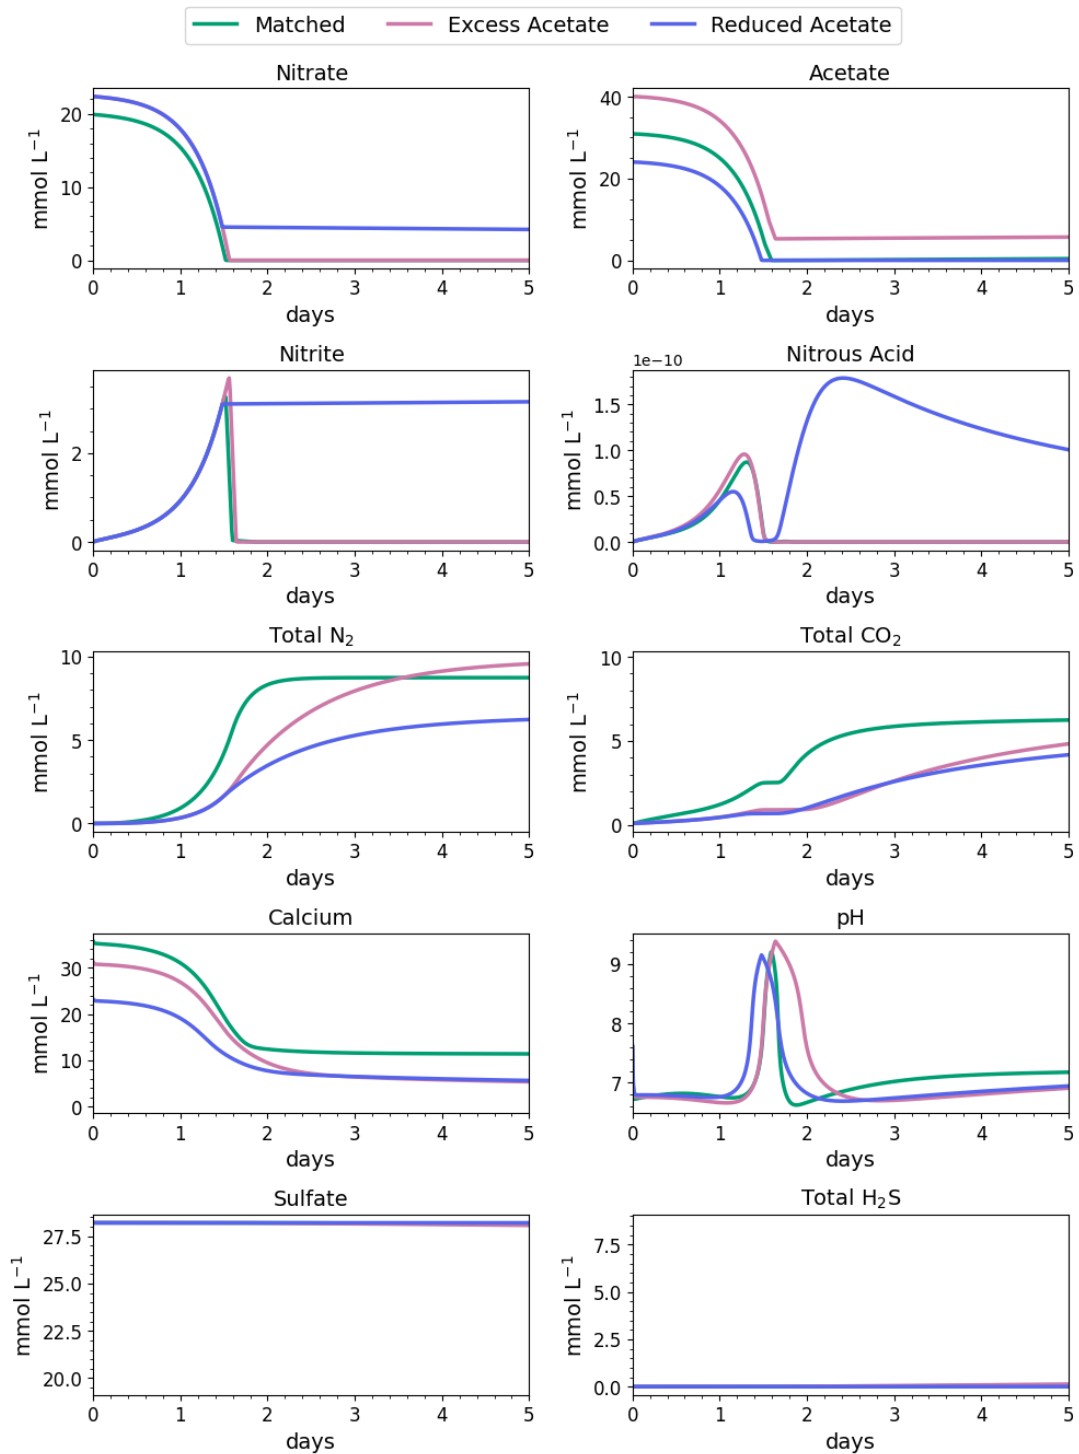 Matched Excess Acetate Reduced Acetate
Nitrate Acetate
mmol L⁻¹ 0 10 20
mmol L⁻¹ 0 20 40
0 1 2 3 4 5 0 1 2 3 4 5
days days
Nitrite Nitrous Acid
1e−10
mmol L⁻¹ 0 2
mmol L⁻¹ 0.0 0.5 1.0 1.5
0 1 2 3 4 5 0 1 2 3 4 5
days days
Total N₂ Total CO₂
mmol L⁻¹ 0 5 10
mmol L⁻¹ 0 5 10
0 1 2 3 4 5 0 1 2 3 4 5
days days
Calcium pH
mmol L⁻¹ 0 10 20 30
7 8 9
0 1 2 3 4 5 0 1 2 3 4 5
days days
Sulfate Total H₂S
mmol L⁻¹ 20.0 22.5 25.0 27.5
mmol L⁻¹ 0.0 2.5 5.0 7.5
0 1 2 3 4 5 0 1 2 3 4 5
days days